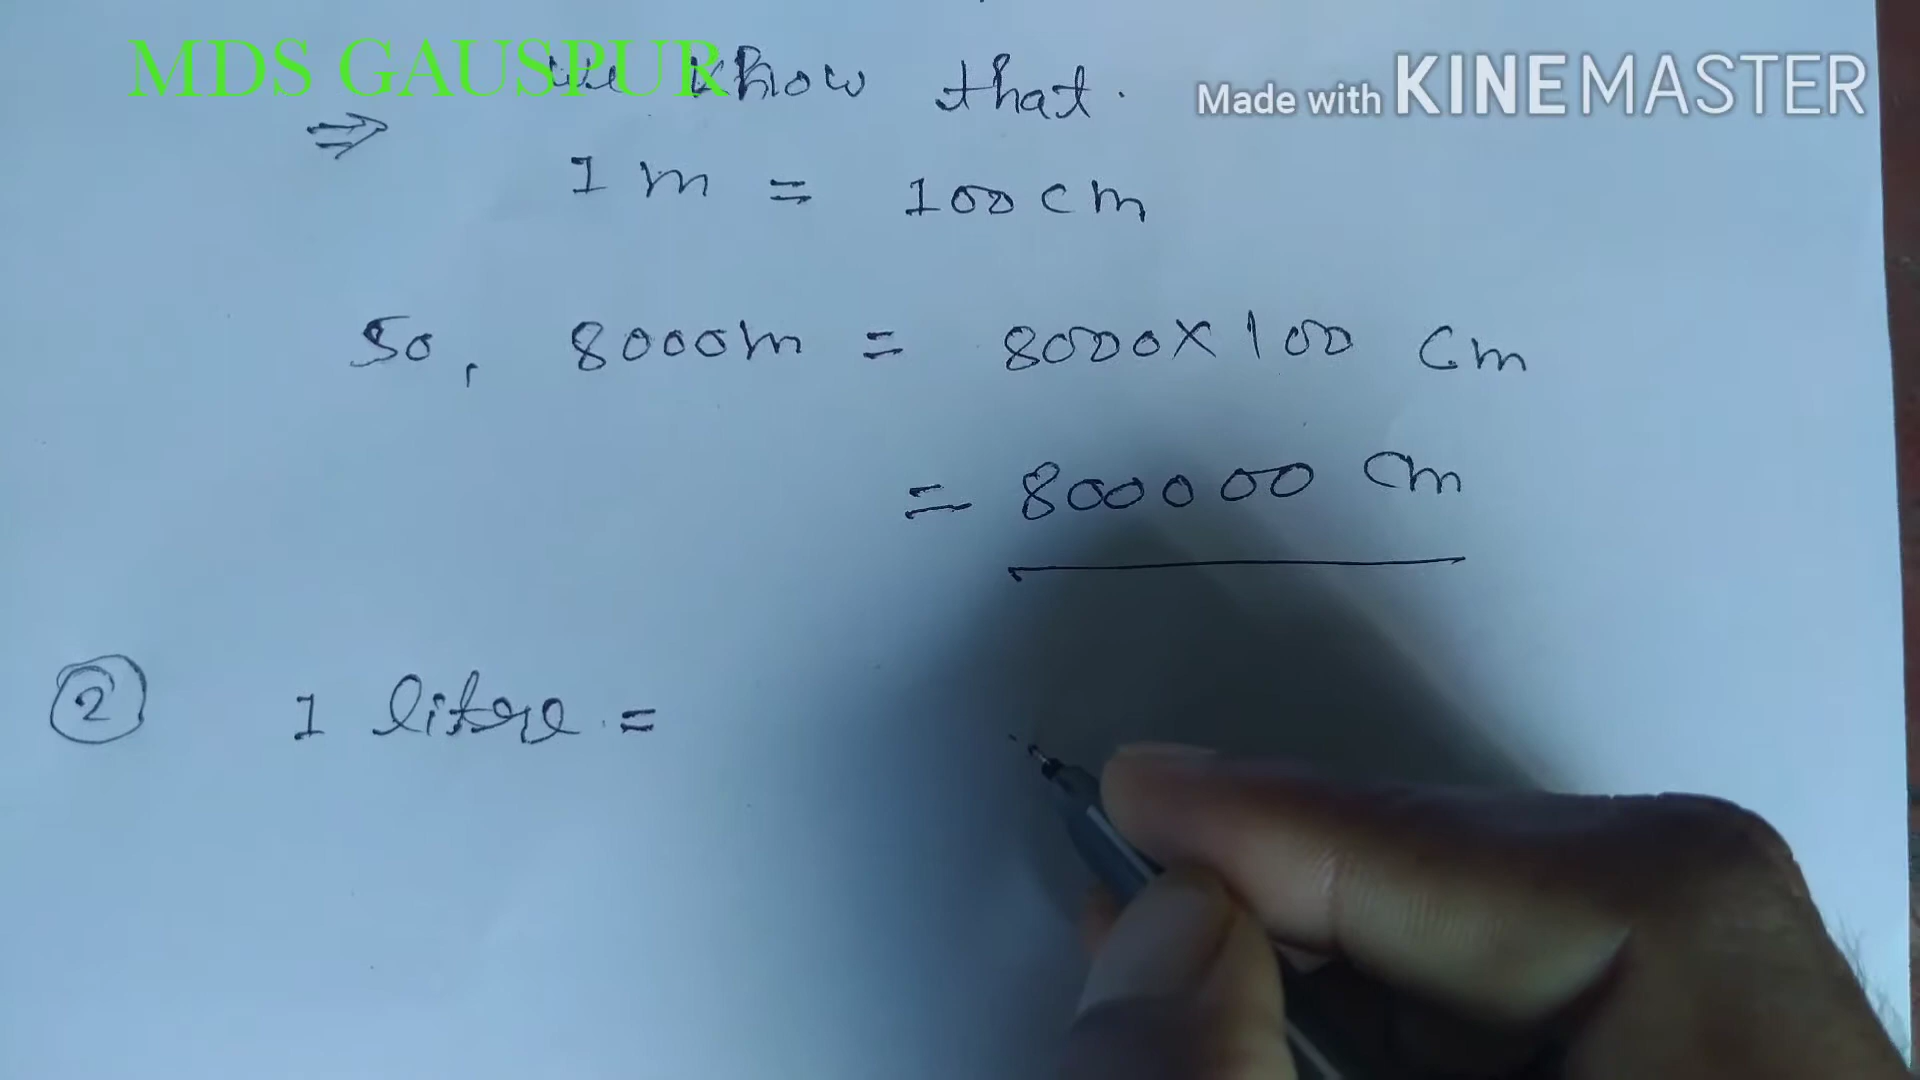 MDS GAUSPUR
Made with KINEMASTER
we know that.
⇒
1 m = 100 cm
So, 8000m = 8000 × 100 cm
= 800000 cm
② 1 litre =